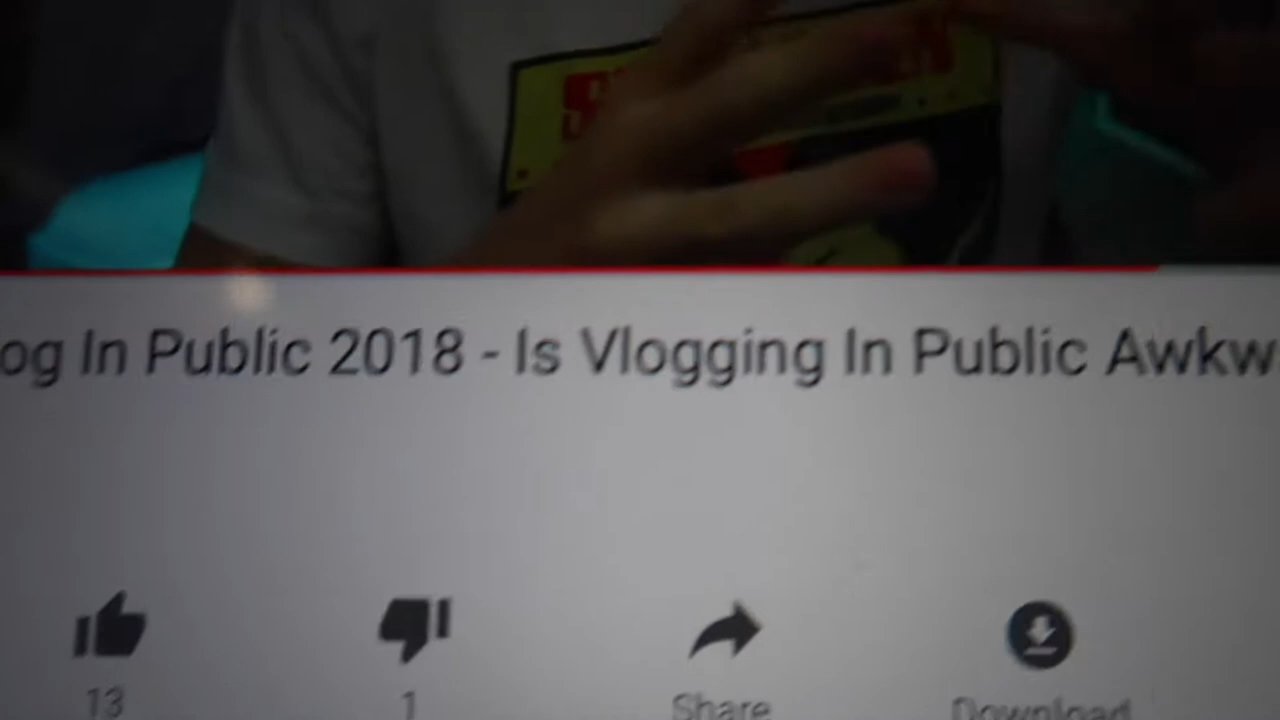 og In Public 2018 - Is Vlogging In Public Awkw
13
1
Share
Download